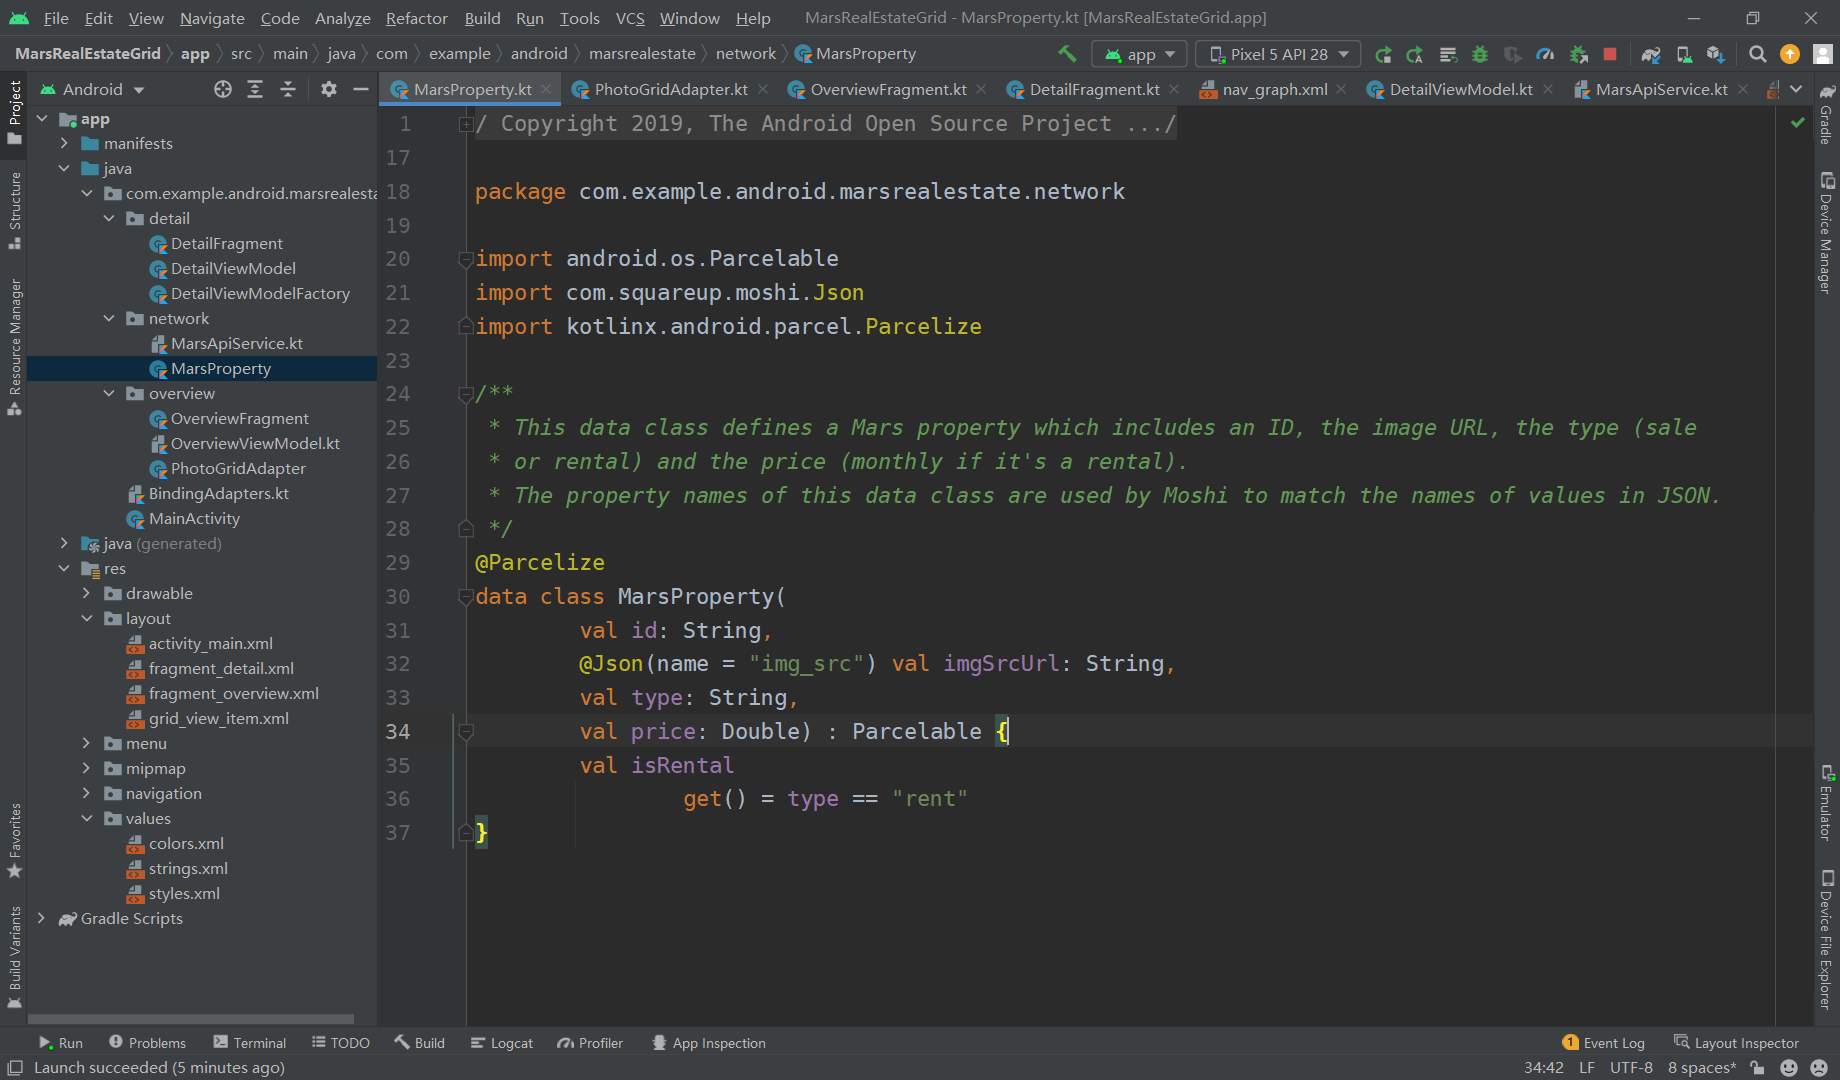 File Edit View Navigate Code Analyze Refactor Build Run Tools VCS Window Help MarsRealEstateGrid - MarsProperty.kt [MarsRealEstateGrid.app]
MarsRealEstateGrid app src main java com example android marsrealestate network MarsProperty app Pixel 5 API 28
Android
MarsProperty.kt PhotoGridAdapter.kt OverviewFragment.kt DetailFragment.kt nav_graph.xml DetailViewModel.kt MarsApiService.kt
Project
Structure
Resource Manager
Favorites
Build Variants
app
manifests
java
com.example.android.marsrealesta
detail
DetailFragment
DetailViewModel
DetailViewModelFactory
network
MarsApiService.kt
MarsProperty
overview
OverviewFragment
OverviewViewModel.kt
PhotoGridAdapter
BindingAdapters.kt
MainActivity
java (generated)
res
drawable
layout
activity_main.xml
fragment_detail.xml
fragment_overview.xml
grid_view_item.xml
menu
mipmap
navigation
values
colors.xml
strings.xml
styles.xml
Gradle Scripts
1 / Copyright 2019, The Android Open Source Project .../
17
18 package com.example.android.marsrealestate.network
19
20 import android.os.Parcelable
21 import com.squareup.moshi.Json
22 import kotlinx.android.parcel.Parcelize
23
24 /**
25 * This data class defines a Mars property which includes an ID, the image URL, the type (sale
26 * or rental) and the price (monthly if it's a rental).
27 * The property names of this data class are used by Moshi to match the names of values in JSON.
28 */
29 @Parcelize
30 data class MarsProperty(
31 val id: String,
32 @Json(name = "img_src") val imgSrcUrl: String,
33 val type: String,
34 val price: Double) : Parcelable {
35 val isRental
36 get() = type == "rent"
37 }
Gradle
Device Manager
Emulator
Device File Explorer
Run Problems Terminal TODO Build Logcat Profiler App Inspection 1 Event Log Layout Inspector
Launch succeeded (5 minutes ago) 34:42 LF UTF-8 8 spaces*